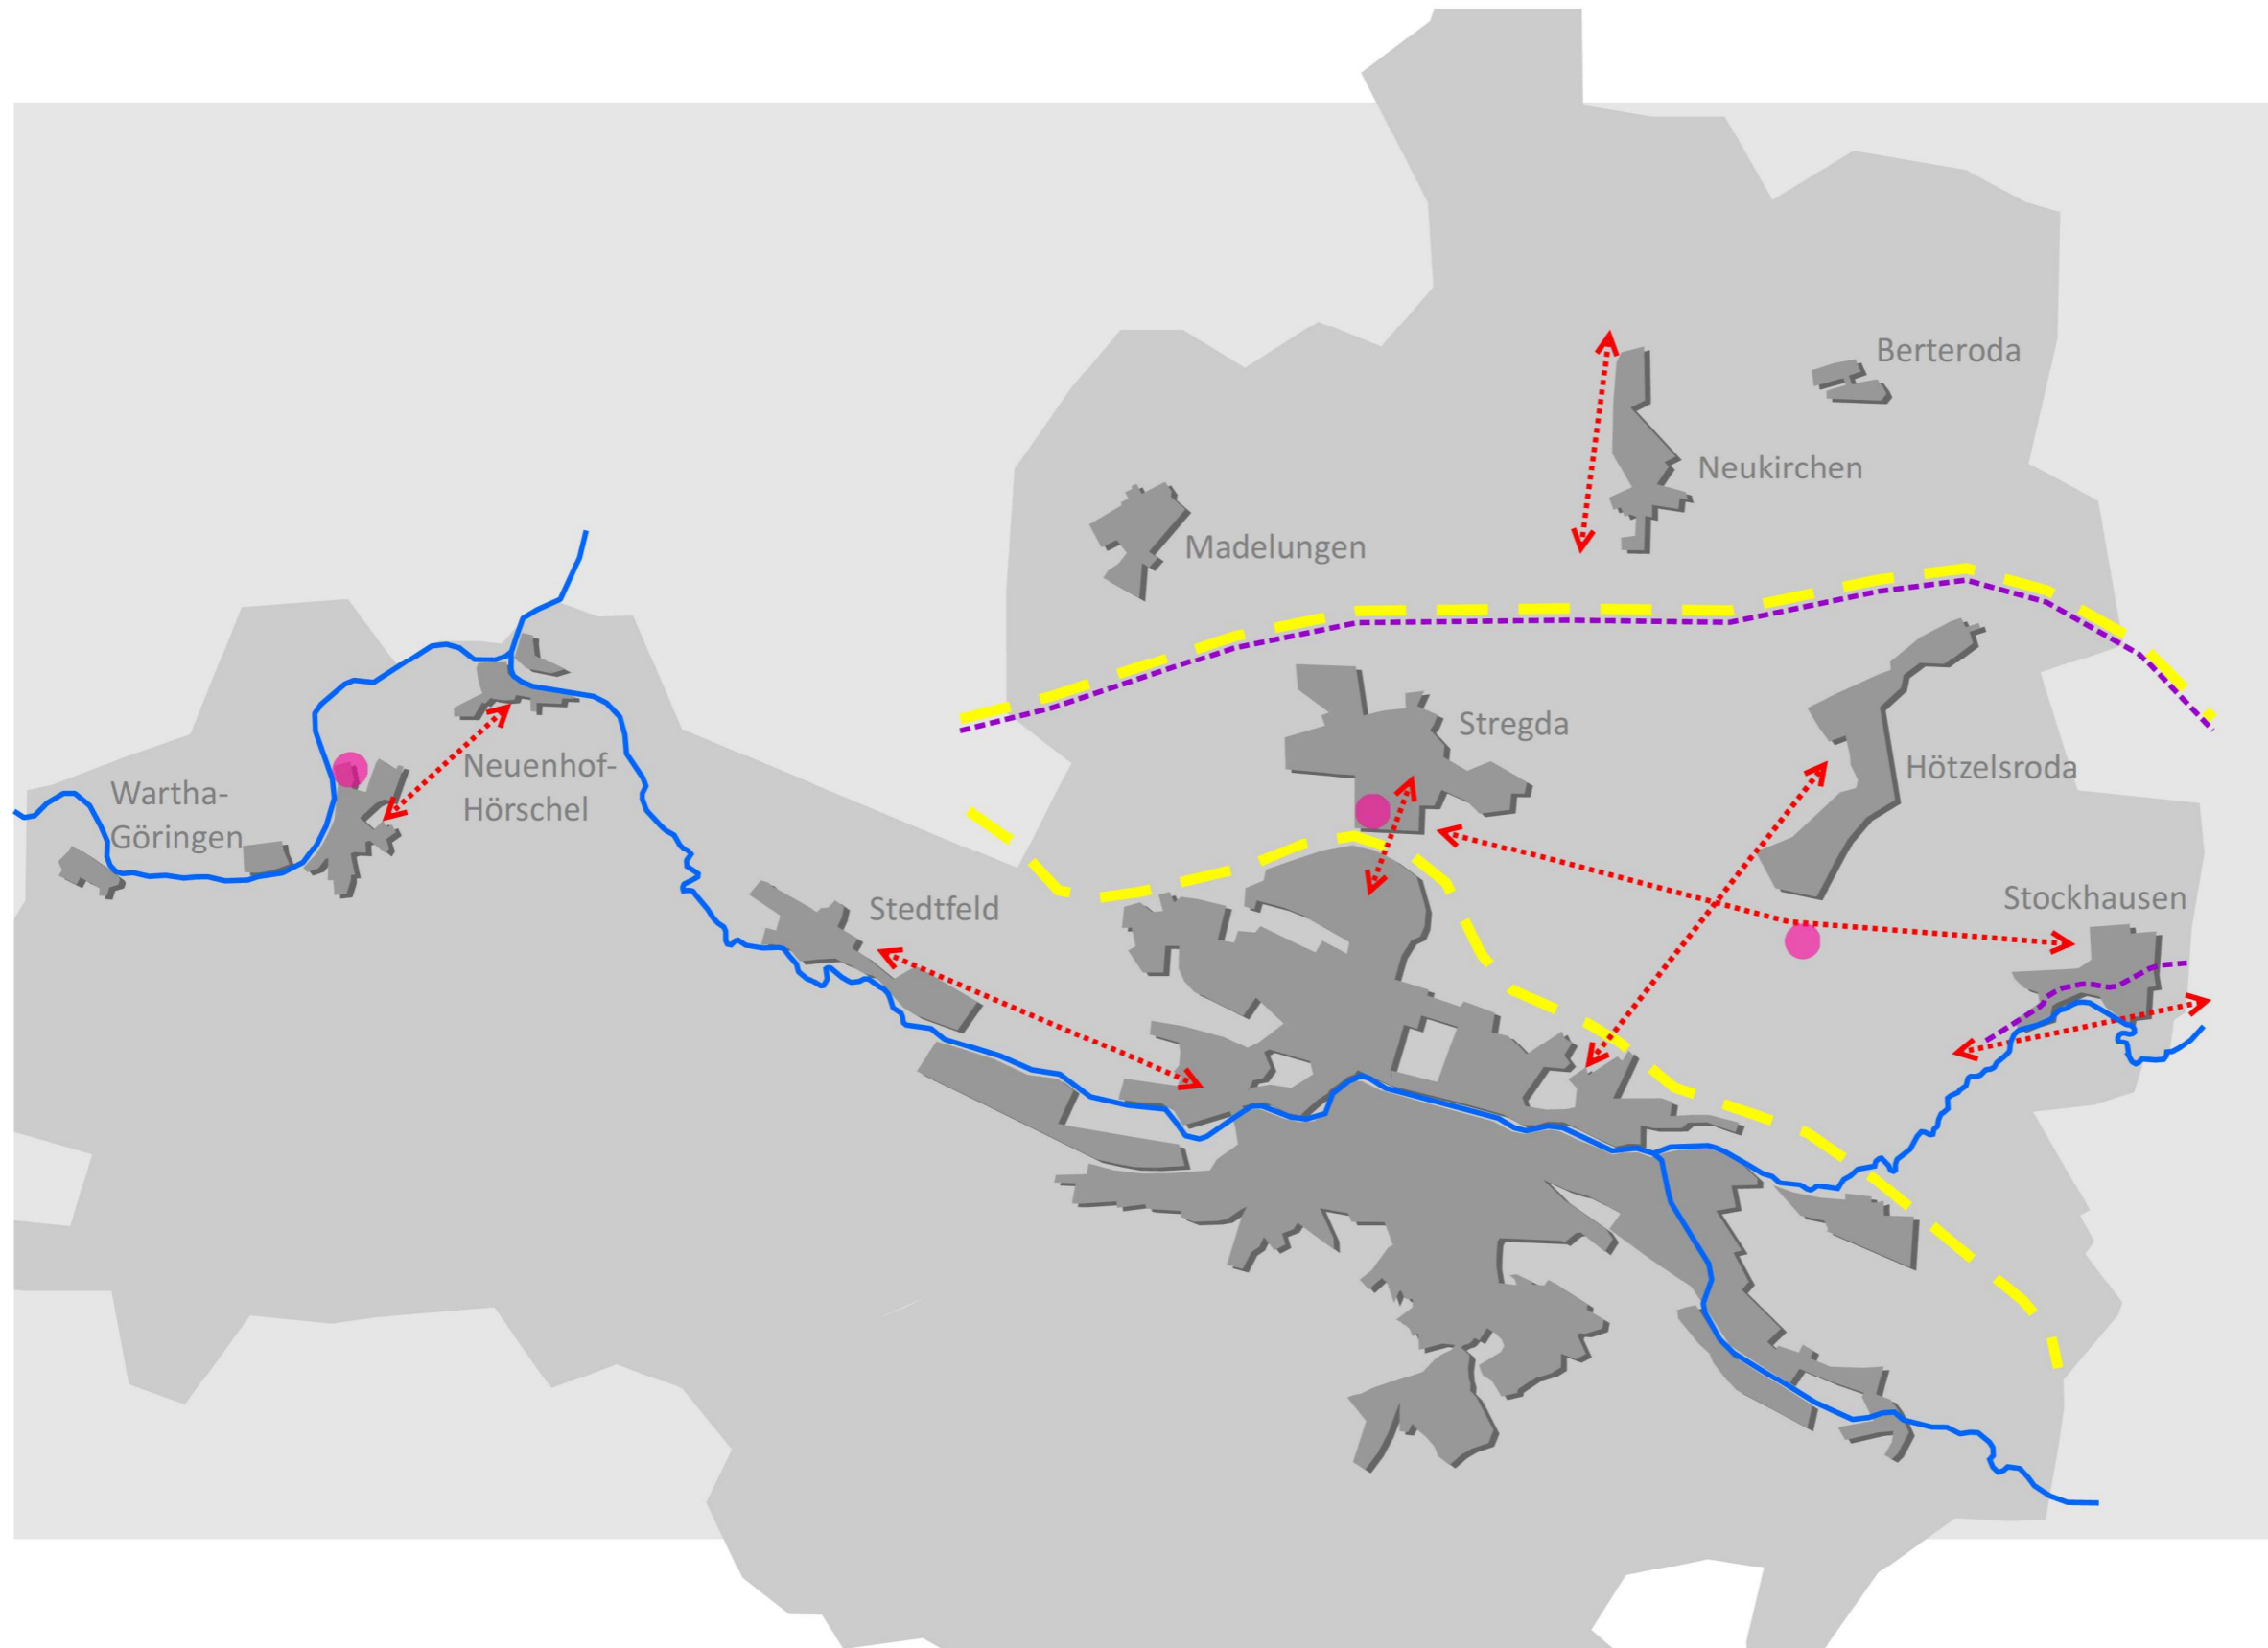 Berteroda
Neukirchen
Madelungen
Stregda
Hötzelsroda
Neuenhof-
Hörschel
Wartha-
Göringen
Stedtfeld
Stockhausen